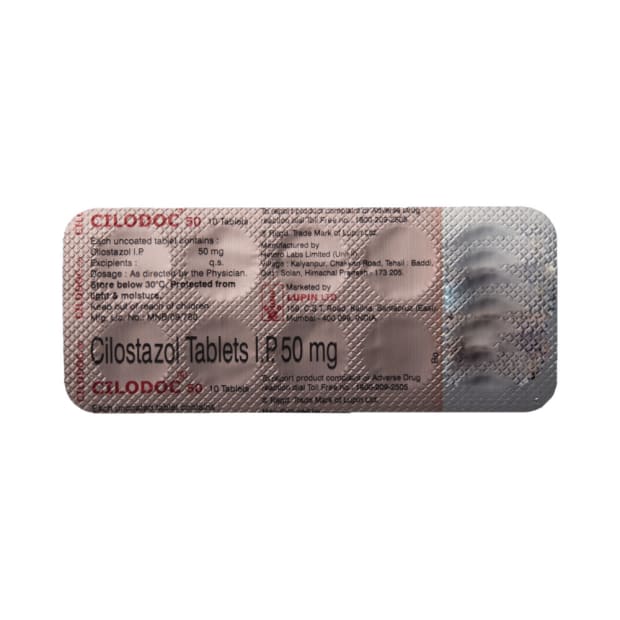 CILODOC® 50 10 Tablets
Each uncoated tablet contains :
Cilostazol I.P. 50 mg
Excipients : q.s.
Dosage : As directed by the Physician.
Store below 30°C. Protected from
light & moisture.
Keep out of reach of children
Mfg. Lic. No.: MNB/09/780
To report product complaint or Adverse Drug
reaction dial Toll Free no.: 1800-209-2505
® Regd. Trade Mark of Lupin Ltd.
Manufactured by
Labs Limited
Village : Kalyanpur, Chakkan Road, Tehsil : Baddi,
Dist : Solan, Himachal Pradesh - 173 205.
Marketed by
LUPIN LTD
159, C.S.T. Road, Kalina, Santacruz (East),
Mumbai - 400 098, INDIA.
Cilostazol Tablets I.P. 50 mg
CILODOC® 50 10 Tablets
Each uncoated tablet contains
To report product complaint or Adverse Drug
reaction dial Toll Free no.: 1800-209-2505
® Regd. Trade Mark of Lupin Ltd.
CILODOC